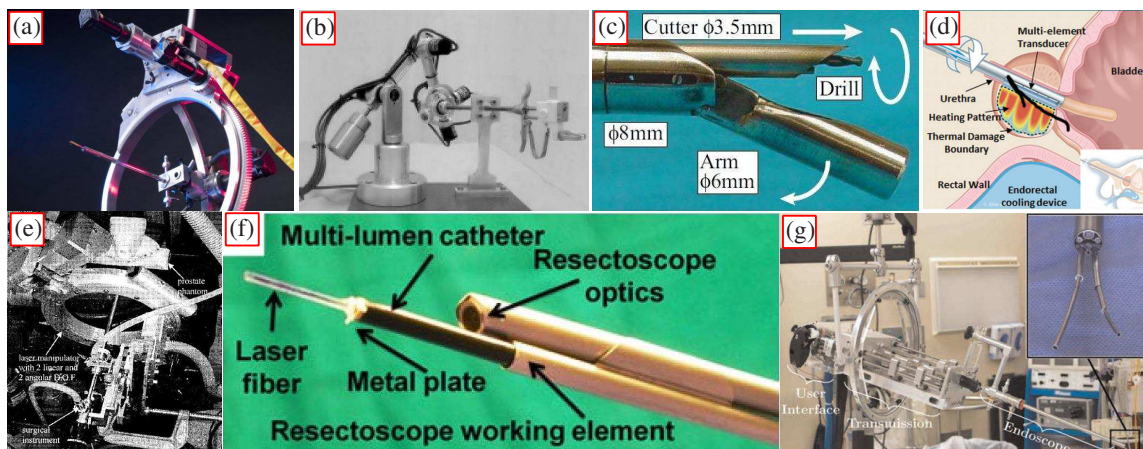 (a)
(b)
(c)
Cutter ϕ3.5mm
Drill
ϕ8mm
Arm
ϕ6mm
(d)
Multi-element
Transducer
Bladde
Urethra
Heating Pattern
Thermal Damage
Boundary
Rectal Wall
Endorectal
cooling device
(e)
prostate
phantom
laser manipulator
with 2 linear and
2 angular D.O.F
surgical
instrument
(f)
Multi-lumen catheter
Resectoscope
optics
Laser
fiber
Metal plate
Resectoscope working element
(g)
User
Interface
Transmission
Endoscope